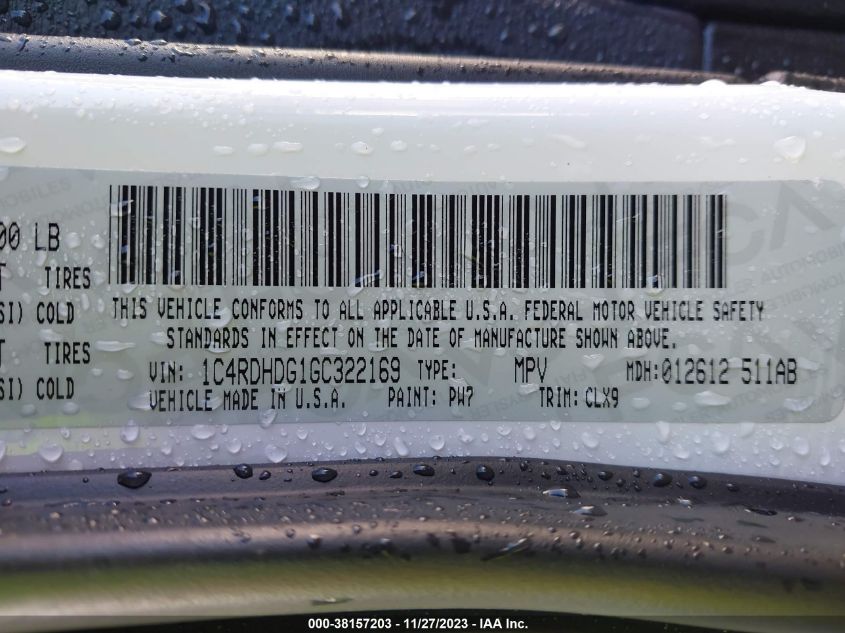 00 LB
T TIRES
SI) COLD
T TIRES
SI) COLD
THIS VEHICLE CONFORMS TO ALL APPLICABLE U.S.A. FEDERAL MOTOR VEHICLE SAFETY
STANDARDS IN EFFECT ON THE DATE OF MANUFACTURE SHOWN ABOVE.
VIN: 1C4RDHDG1GC322169 TYPE: MPV MDH:012612 511AB
VEHICLE MADE IN U.S.A. PAINT: PW7 TRIM: CLX9
000-38157203 - 11/27/2023 - IAA Inc.